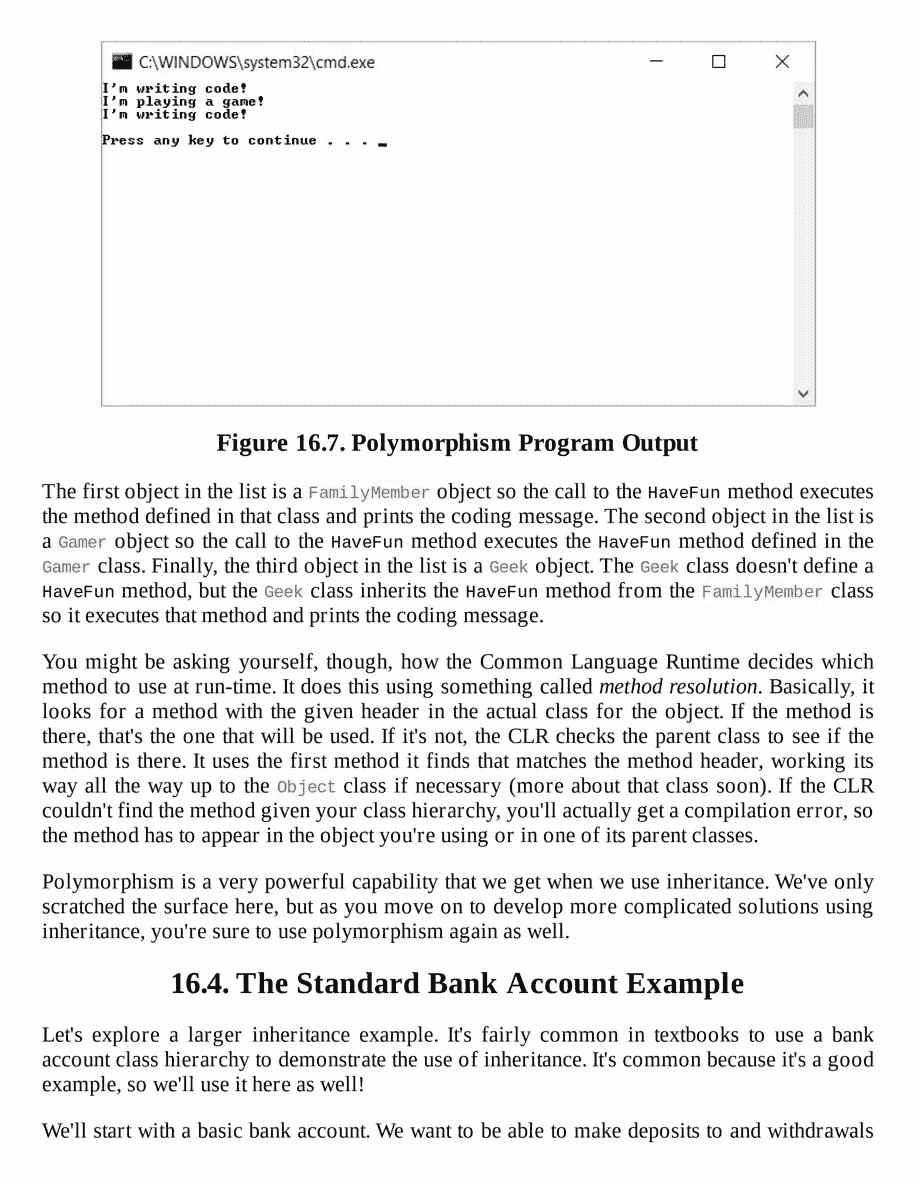 C:\WINDOWS\system32\cmd.exe
I'm writing code!
I'm playing a game!
I'm writing code!
Press any key to continue . . . _
Figure 16.7. Polymorphism Program Output
The first object in the list is a FamilyMember object so the call to the HaveFun method executes
the method defined in that class and prints the coding message. The second object in the list is
a Gamer object so the call to the HaveFun method executes the HaveFun method defined in the
Gamer class. Finally, the third object in the list is a Geek object. The Geek class doesn't define a
HaveFun method, but the Geek class inherits the HaveFun method from the FamilyMember class
so it executes that method and prints the coding message.
You might be asking yourself, though, how the Common Language Runtime decides which
method to use at run-time. It does this using something called method resolution. Basically, it
looks for a method with the given header in the actual class for the object. If the method is
there, that's the one that will be used. If it's not, the CLR checks the parent class to see if the
method is there. It uses the first method it finds that matches the method header, working its
way all the way up to the Object class if necessary (more about that class soon). If the CLR
couldn't find the method given your class hierarchy, you'll actually get a compilation error, so
the method has to appear in the object you're using or in one of its parent classes.
Polymorphism is a very powerful capability that we get when we use inheritance. We've only
scratched the surface here, but as you move on to develop more complicated solutions using
inheritance, you're sure to use polymorphism again as well.
16.4. The Standard Bank Account Example
Let's explore a larger inheritance example. It's fairly common in textbooks to use a bank
account class hierarchy to demonstrate the use of inheritance. It's common because it's a good
example, so we'll use it here as well!
We'll start with a basic bank account. We want to be able to make deposits to and withdrawals